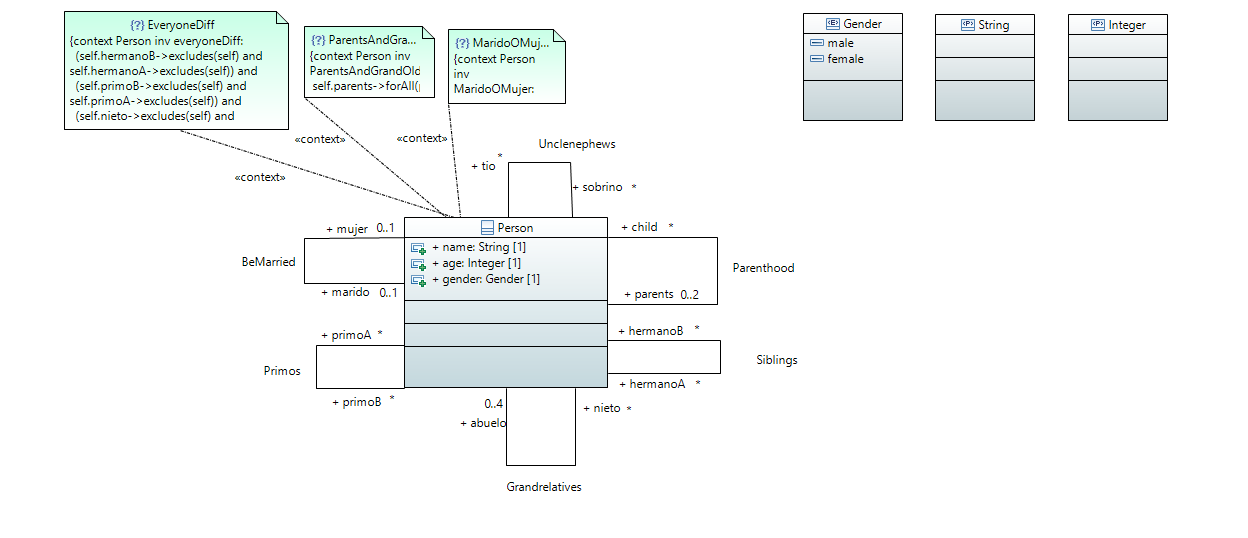 {?} EveryoneDiff
{context Person inv everyoneDiff:
(self.hermanoB->excludes(self) and
self.hermanoA->excludes(self)) and
(self.primoB->excludes(self) and
self.primoA->excludes(self)) and
(self.nieto->excludes(self) and
{?} ParentsAndGra...
{context Person inv
ParentsAndGrandOld
self.parents->forAll(
{?} MaridoOMuj...
{context Person
inv
MaridoOMujer:
«context»
«context»
«context»
Unclenephews
+ tio *
+ sobrino *
Person
+ name: String [1]
+ age: Integer [1]
+ gender: Gender [1]
+ mujer 0..1
BeMarried
+ marido 0..1
+ child *
Parenthood
+ parents 0..2
+ primoA *
Primos
+ primoB *
+ hermanoB *
Siblings
+ hermanoA *
0..4
+ abuelo
+ nieto *
Grandrelatives
«E» Gender
male
female
«P» String
«P» Integer